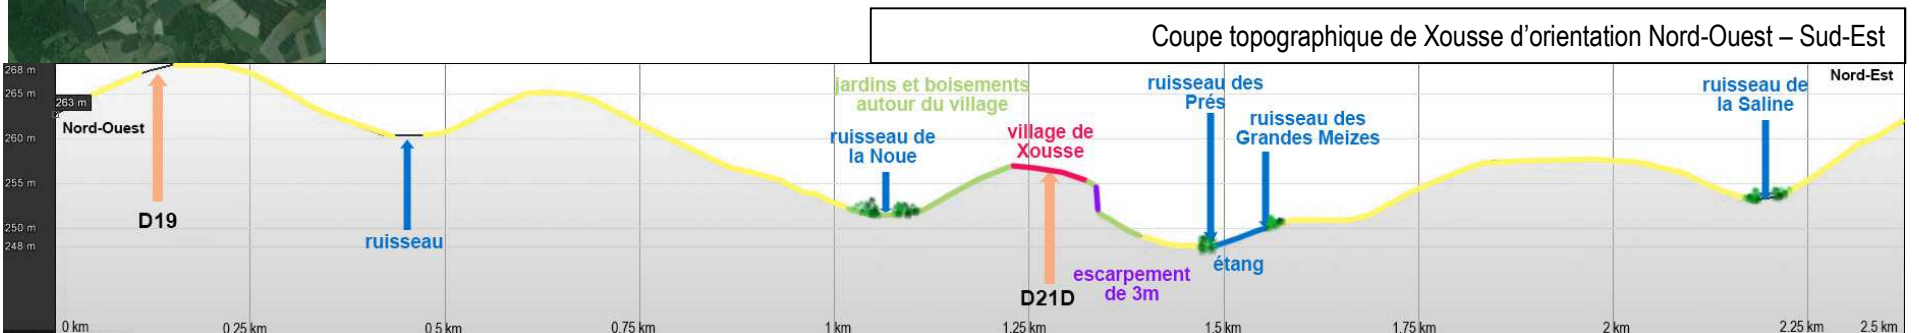 Coupe topographique de Xousse d’orientation Nord-Ouest – Sud-Est
268 m
265 m
263 m
260 m
255 m
250 m
248 m
Nord-Ouest
Nord-Est
D19
ruisseau
jardins et boisements
autour du village
ruisseau de
la Noue
village de
Xousse
D21D
escarpement
de 3m
ruisseau des
Prés
ruisseau des
Grandes Meizes
étang
ruisseau de
la Saline
0 km
0.25 km
0.5 km
0.75 km
1 km
1.25 km
1.5 km
1.75 km
2 km
2.25 km
2.5 km